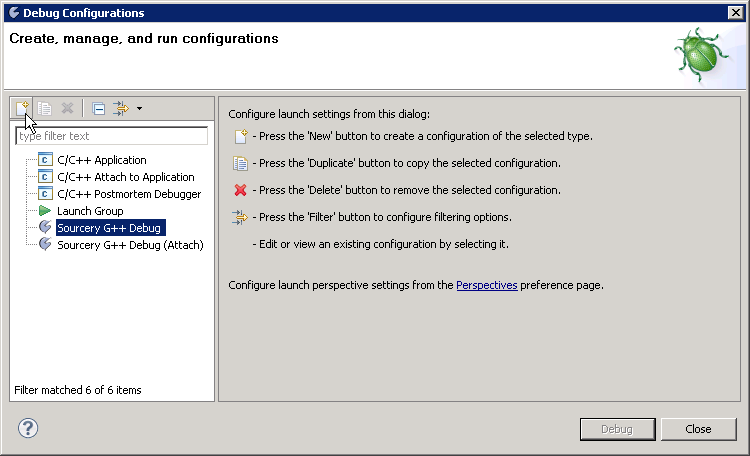 Debug Configurations
Create, manage, and run configurations
type filter text
C/C++ Application
C/C++ Attach to Application
C/C++ Postmortem Debugger
Launch Group
Sourcery G++ Debug
Sourcery G++ Debug (Attach)
Filter matched 6 of 6 items
Configure launch settings from this dialog:
- Press the 'New' button to create a configuration of the selected type.
- Press the 'Duplicate' button to copy the selected configuration.
- Press the 'Delete' button to remove the selected configuration.
- Press the 'Filter' button to configure filtering options.
- Edit or view an existing configuration by selecting it.
Configure launch perspective settings from the Perspectives preference page.
Debug
Close